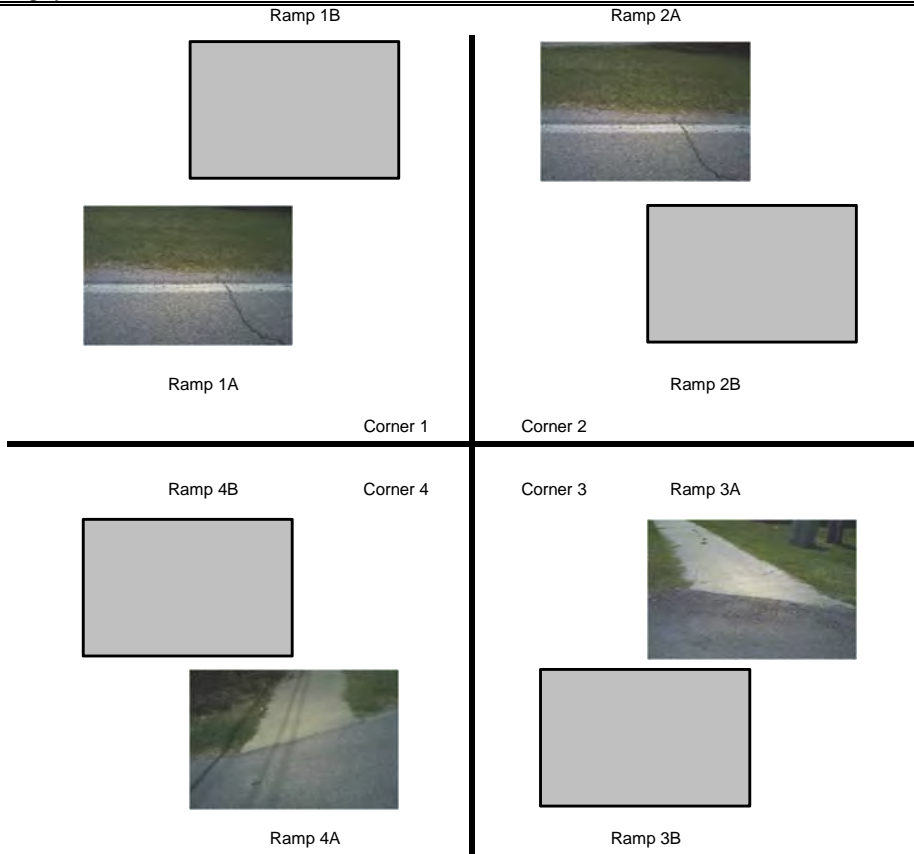 Ramp 1B Ramp 2A
Ramp 1A Ramp 2B
Corner 1 Corner 2
Ramp 4B Corner 4 Corner 3 Ramp 3A
Ramp 4A Ramp 3B